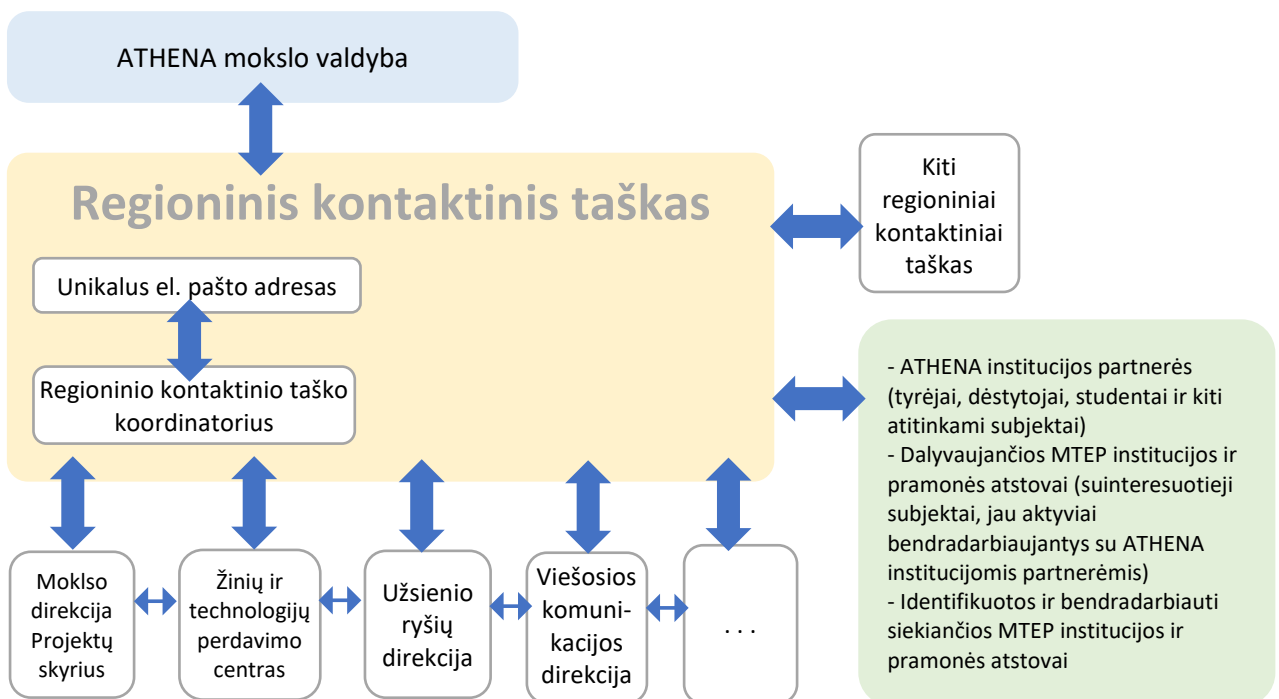 ATHENA mokslo valdyba
Regioninis kontaktinis taškas
Kiti
regioniniai
kontaktiniai
taškas
Unikalus el. pašto adresas
Regioninio kontaktinio taško
koordinatorius
- ATHENA institucijos partnerės
(tyrėjai, dėstytojai, studentai ir kiti
atitinkami subjektai)
- Dalyvaujančios MTEP institucijos ir
pramonės atstovai (suinteresuotieji
subjektai, jau aktyviai
bendradarbiaujantys su ATHENA
institucijomis partnerėmis)
- Identifikuotos ir bendradarbiauti
siekiančios MTEP institucijos ir
pramonės atstovai
Moklso
direkcija
Projektų
skyrius
Žinių ir
technologijų
perdavimo
centras
Užsienio
ryšių
direkcija
Viešosios
komuni-
kacijos
direkcija
. . .